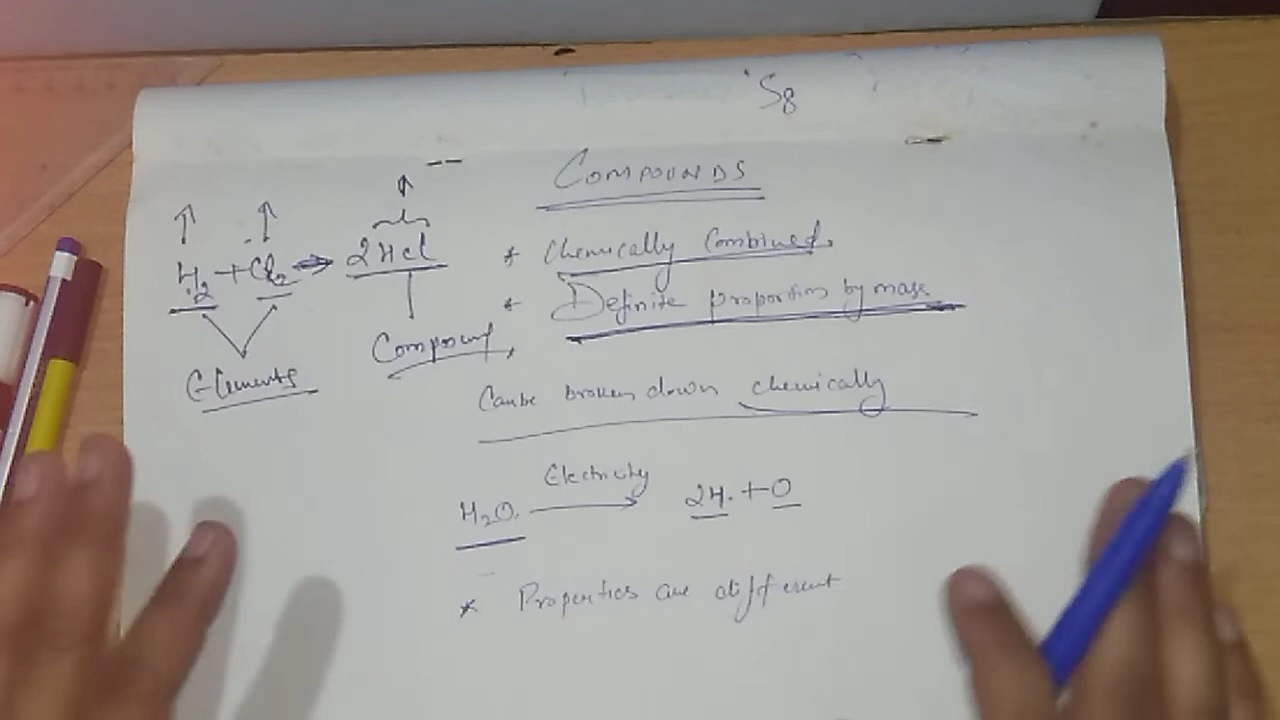 S8
COMPOUNDS
H2 + Cl2 → 2HCl
Elements
Compound
* Chemically Combined
* Definite proportion by mass
Can be broken down chemically
Electricity
H2O → 2H + O
* Properties are different